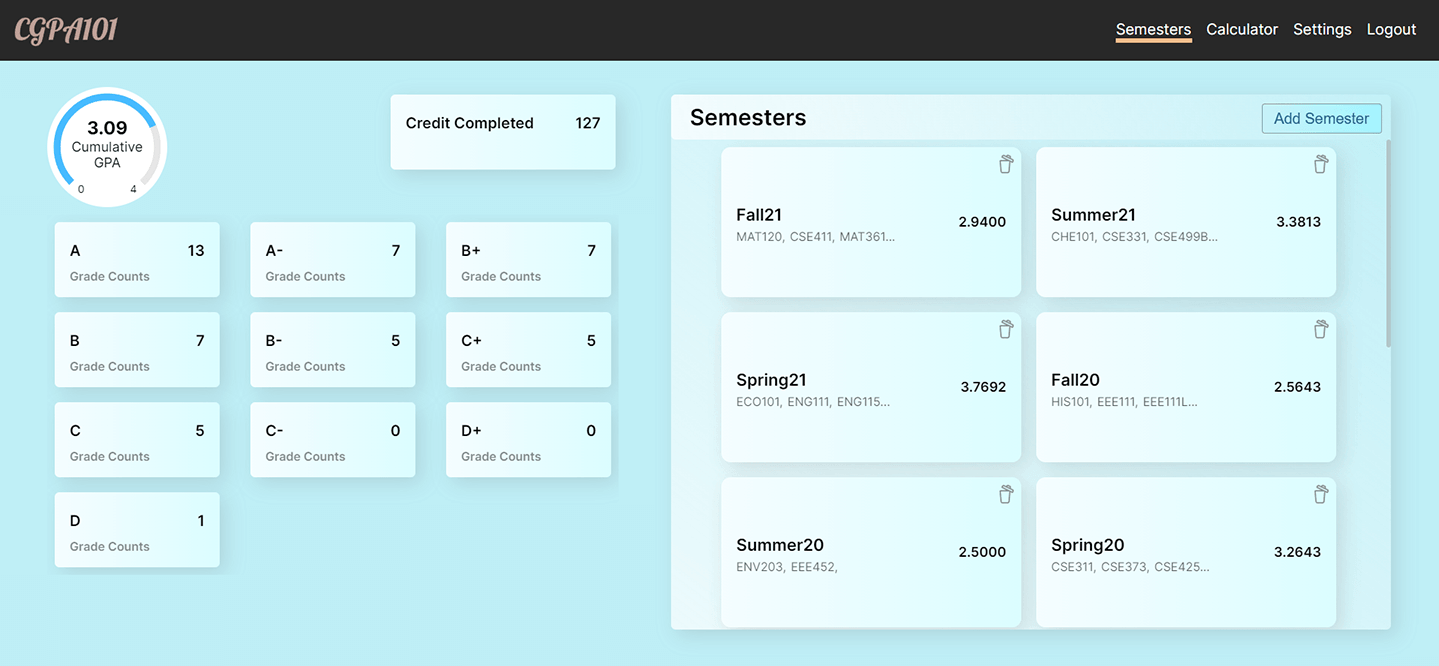 CGPA101
Semesters Calculator Settings Logout
3.09
Cumulative
GPA
0 4
Credit Completed 127
A 13
Grade Counts
A- 7
Grade Counts
B+ 7
Grade Counts
B 7
Grade Counts
B- 5
Grade Counts
C+ 5
Grade Counts
C 5
Grade Counts
C- 0
Grade Counts
D+ 0
Grade Counts
D 1
Grade Counts
Semesters Add Semester
Fall21 2.9400
MAT120, CSE411, MAT361...
Summer21 3.3813
CHE101, CSE331, CSE499B...
Spring21 3.7692
ECO101, ENG111, ENG115...
Fall20 2.5643
HIS101, EEE111, EEE111L...
Summer20 2.5000
ENV203, EEE452,
Spring20 3.2643
CSE311, CSE373, CSE425...